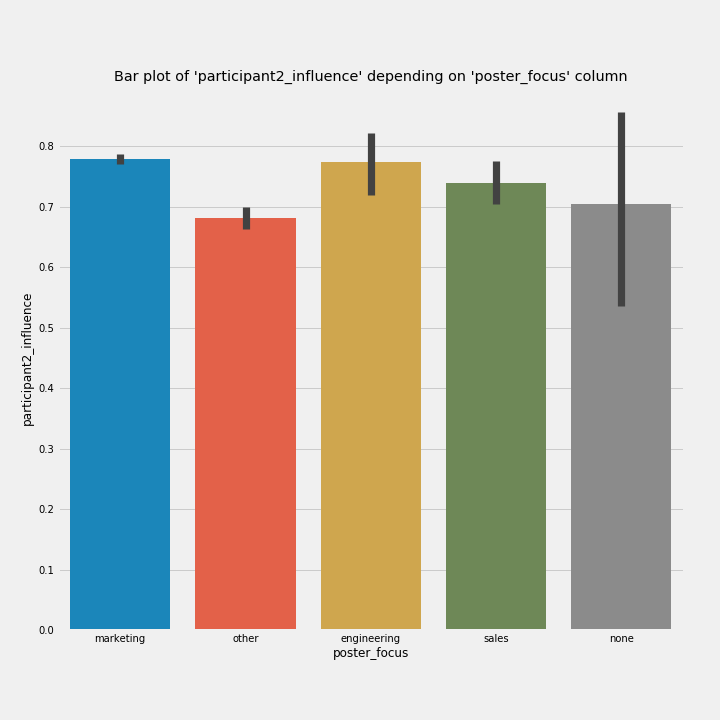 Bar plot of 'participant2_influence' depending on 'poster_focus' column
participant2_influence
0.8
0.7
0.6
0.5
0.4
0.3
0.2
0.1
0.0
marketing other engineering sales none
poster_focus